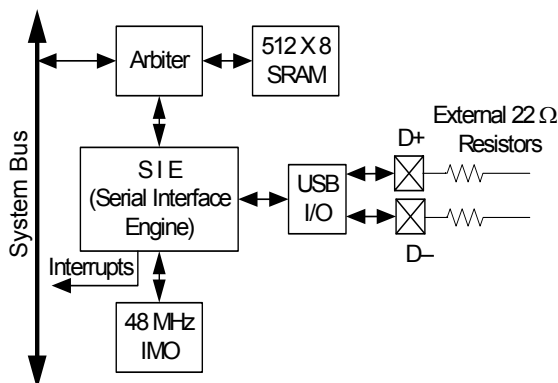 System Bus
Arbiter
512 X 8
SRAM
External 22 Ω
Resistors
D+
S I E
(Serial Interface
Engine)
USB
I/O
D–
Interrupts
48 MHz
IMO